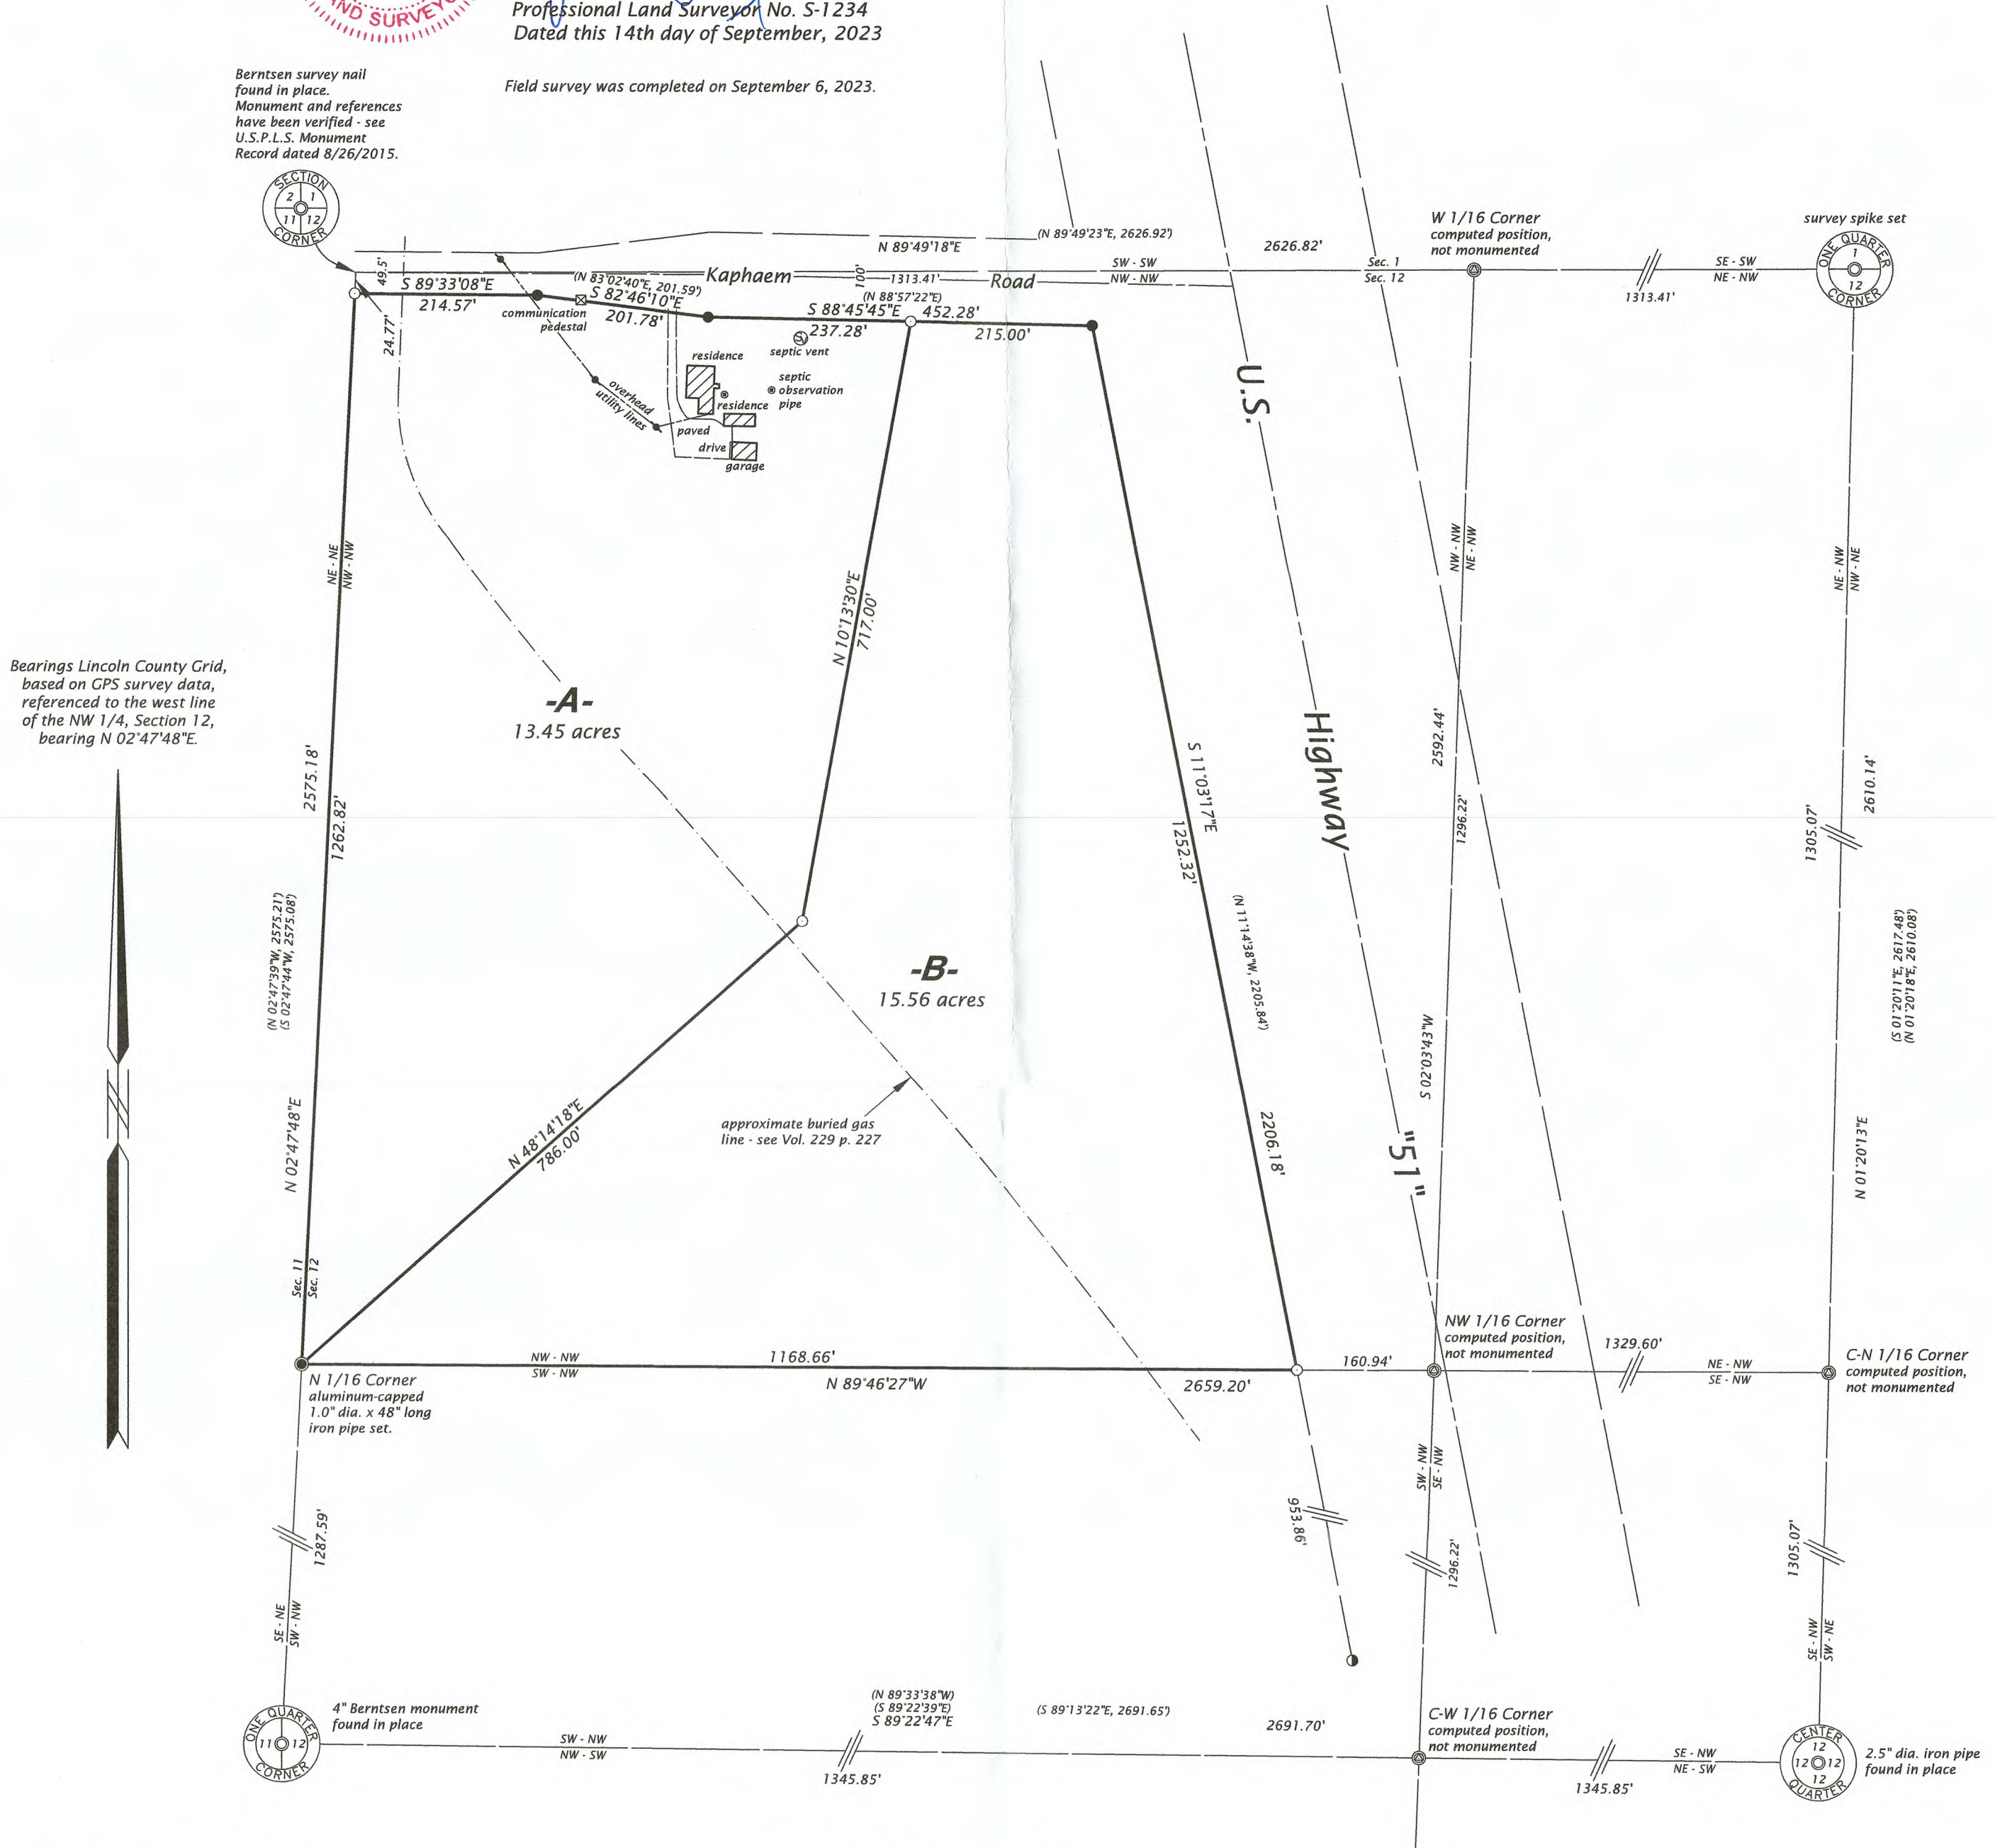 AND SURVEYO
Professional Land Surveyor No. S-1234
Dated this 14th day of September, 2023
Field survey was completed on September 6, 2023.
Berntsen survey nail
found in place.
Monument and references
have been verified - see
U.S.P.L.S. Monument
Record dated 8/26/2015.
SECTION
2 1
11 12
CORNER
(N 89°49'23"E, 2626.92')
N 89°49'18"E
2626.82'
W 1/16 Corner
computed position,
not monumented
survey spike set
ONE QUARTER
1
12
CORNER
49.5'
S 89°33'08"E
214.57'
24.77'
(N 83°02'40"E, 201.59')
S 82°46'10"E
201.78'
communication
pedestal
Kaphaem
100'
1313.41'
Road
SW - SW
NW - NW
Sec. 1
Sec. 12
1313.41'
SE - SW
NE - NW
(N 88°57'22"E)
S 88°45'45"E
452.28'
237.28'
215.00'
septic vent
residence
septic
observation
pipe
residence
overhead
utility lines
paved
drive
garage
U.S.
Highway
"51"
NE - NE
NW - NW
NW - NW
NE - NW
NE - NW
NW - NE
N 10°13'30"E
717.00'
Bearings Lincoln County Grid,
based on GPS survey data,
referenced to the west line
of the NW 1/4, Section 12,
bearing N 02°47'48"E.
-A-
13.45 acres
2575.18'
1262.82'
S 11°03'17"E
1252.32'
2592.44'
1296.22'
1305.07'
2610.14'
(N 02°47'39"W, 2575.21')
(S 02°47'44"W, 2575.08')
(N 11°14'38"W, 2205.84')
(S 01°20'11"E, 2617.48')
(N 01°20'18"E, 2610.08')
-B-
15.56 acres
S 02°03'43"W
N 02°47'48"E
N 48°14'18"E
786.00'
approximate buried gas
line - see Vol. 229 p. 227
2206.18'
N 01°20'13"E
Sec. 11
Sec. 12
NW - NW
SW - NW
1168.66'
N 89°46'27"W
2659.20'
160.94'
NW 1/16 Corner
computed position,
not monumented
1329.60'
NE - NW
SE - NW
C-N 1/16 Corner
computed position,
not monumented
N 1/16 Corner
aluminum-capped
1.0" dia. x 48" long
iron pipe set.
1287.59'
953.86'
SW - NW
SE - NW
1296.22'
1305.07'
SE - NE
SW - NW
SE - NW
SW - NE
ONE QUARTER
11 12
CORNER
4" Berntsen monument
found in place
SW - NW
NW - SW
(N 89°33'38"W)
(S 89°22'39"E)
S 89°22'47"E
(S 89°13'22"E, 2691.65')
2691.70'
1345.85'
C-W 1/16 Corner
computed position,
not monumented
1345.85'
SE - NW
NE - SW
CENTER
12
12 12
12
QUARTER
2.5" dia. iron pipe
found in place